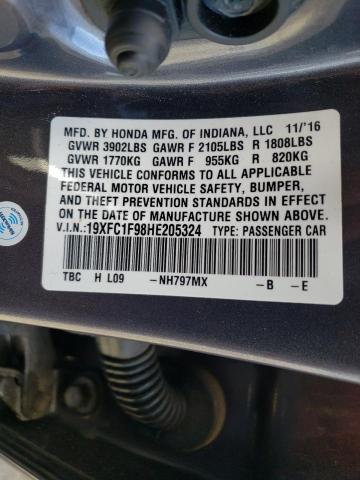 MFD. BY HONDA MFG. OF INDIANA, LLC 11/'16
GVWR 3902LBS GAWR F 2105LBS R 1808LBS
GVWR 1770KG GAWR F 955KG R 820KG
THIS VEHICLE CONFORMS TO ALL APPLICABLE
FEDERAL MOTOR VEHICLE SAFETY, BUMPER,
AND THEFT PREVENTION STANDARDS IN EFFECT ON
THE DATE OF MANUFACTURE SHOWN ABOVE.
V.I.N.:19XFC1F98HE205324 TYPE: PASSENGER CAR
TBC H L09 -NH797MX -B -E